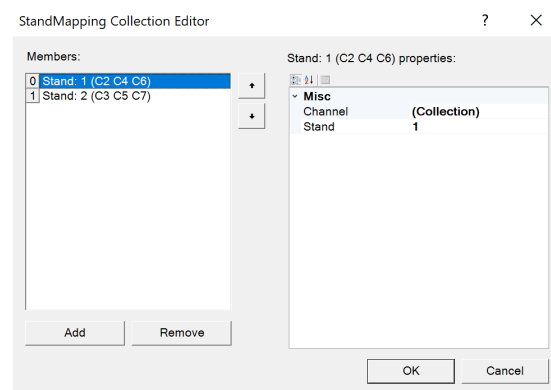 StandMapping Collection Editor ? ×
Members:
0 Stand: 1 (C2 C4 C6)
1 Stand: 2 (C3 C5 C7)
Add Remove
Stand: 1 (C2 C4 C6) properties:
Misc
Channel (Collection)
Stand 1
OK Cancel